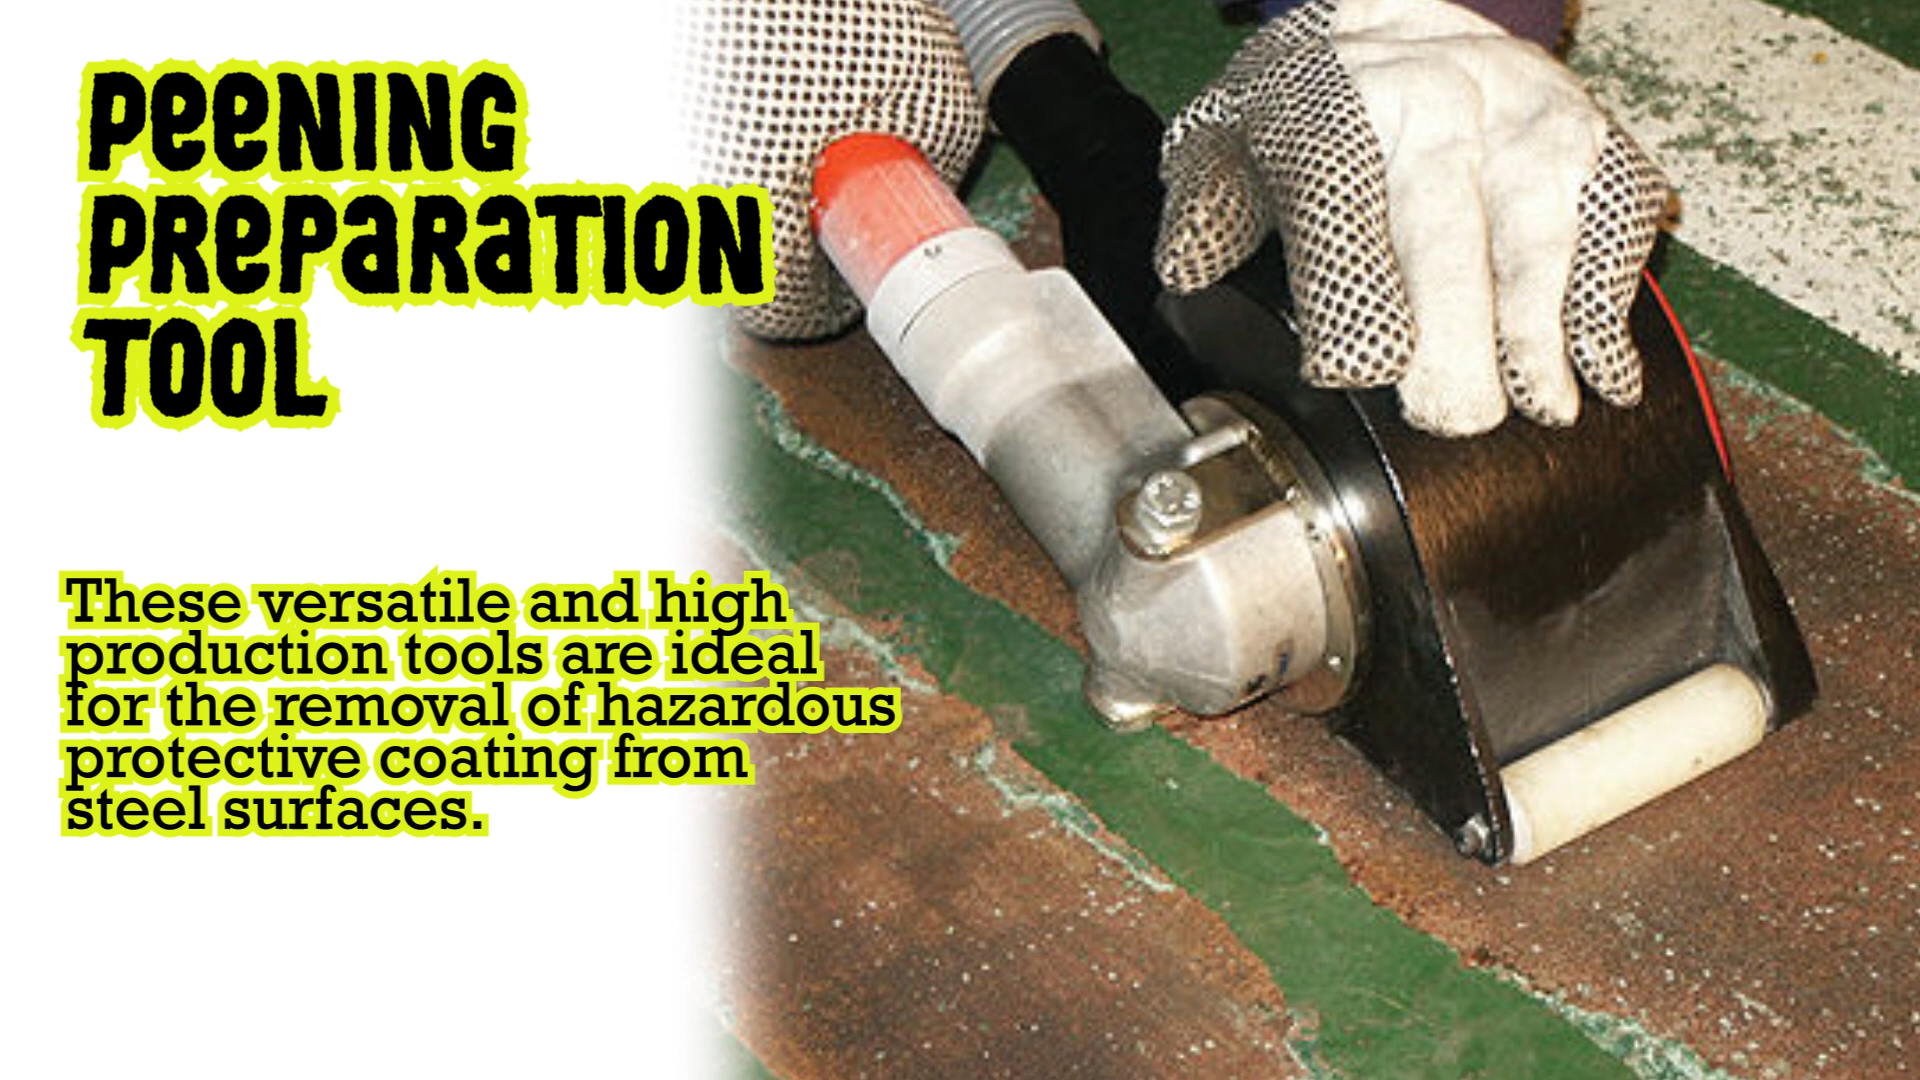 PeeNING
PRePaRaTION
TOOL
These versatile and high
production tools are ideal
for the removal of hazardous
protective coating from
steel surfaces.